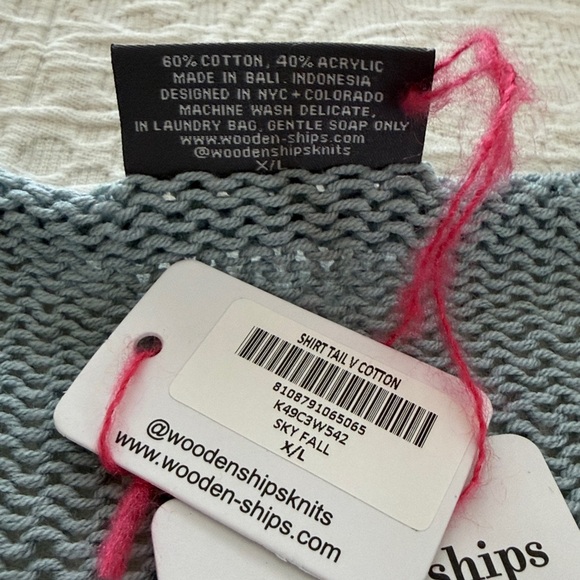 60% COTTON, 40% ACRYLIC
MADE IN BALI. INDONESIA
DESIGNED IN NYC + COLORADO
MACHINE WASH DELICATE,
IN LAUNDRY BAG, GENTLE SOAP ONLY
www.wooden-ships.com
@woodenshipsknits
X/L
SHIRT TAIL V COTTON
8108791065065
K49C3W542
SKY FALL
X/L
@woodenshipsknits
www.wooden-ships.com
ships